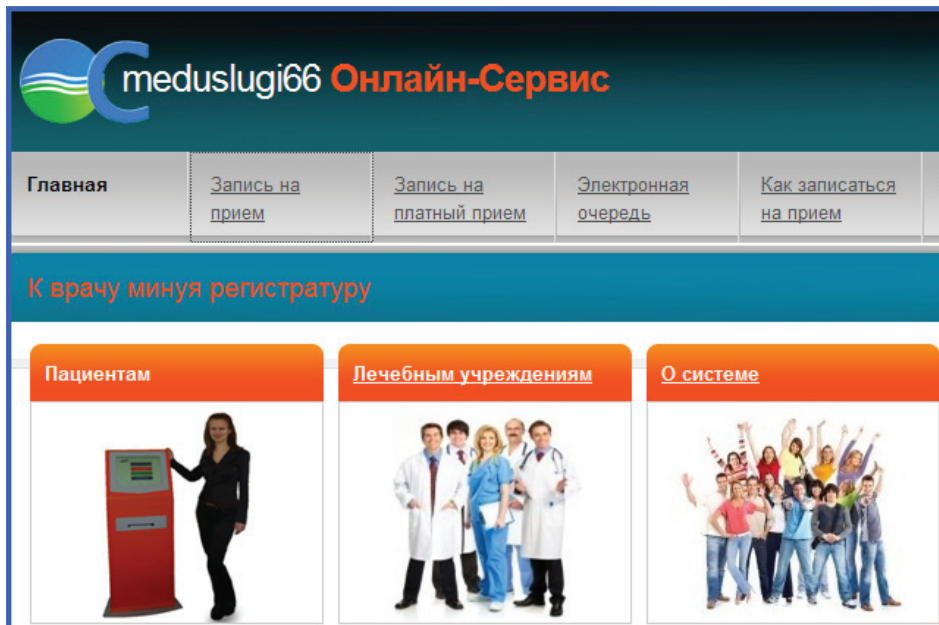 meduslugi66 Онлайн-Сервис
Главная
Запись на
прием
Запись на
платный прием
Электронная
очередь
Как записаться
на прием
К врачу минуя регистратуру
Пациентам
Лечебным учреждениям
О системе